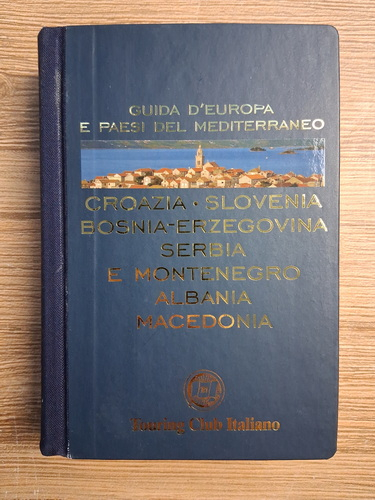 GUIDA D'EUROPA
E PAESI DEL MEDITERRANEO
CROAZIA • SLOVENIA
BOSNIA-ERZEGOVINA
SERBIA
E MONTENEGRO
ALBANIA
MACEDONIA
Touring Club Italiano